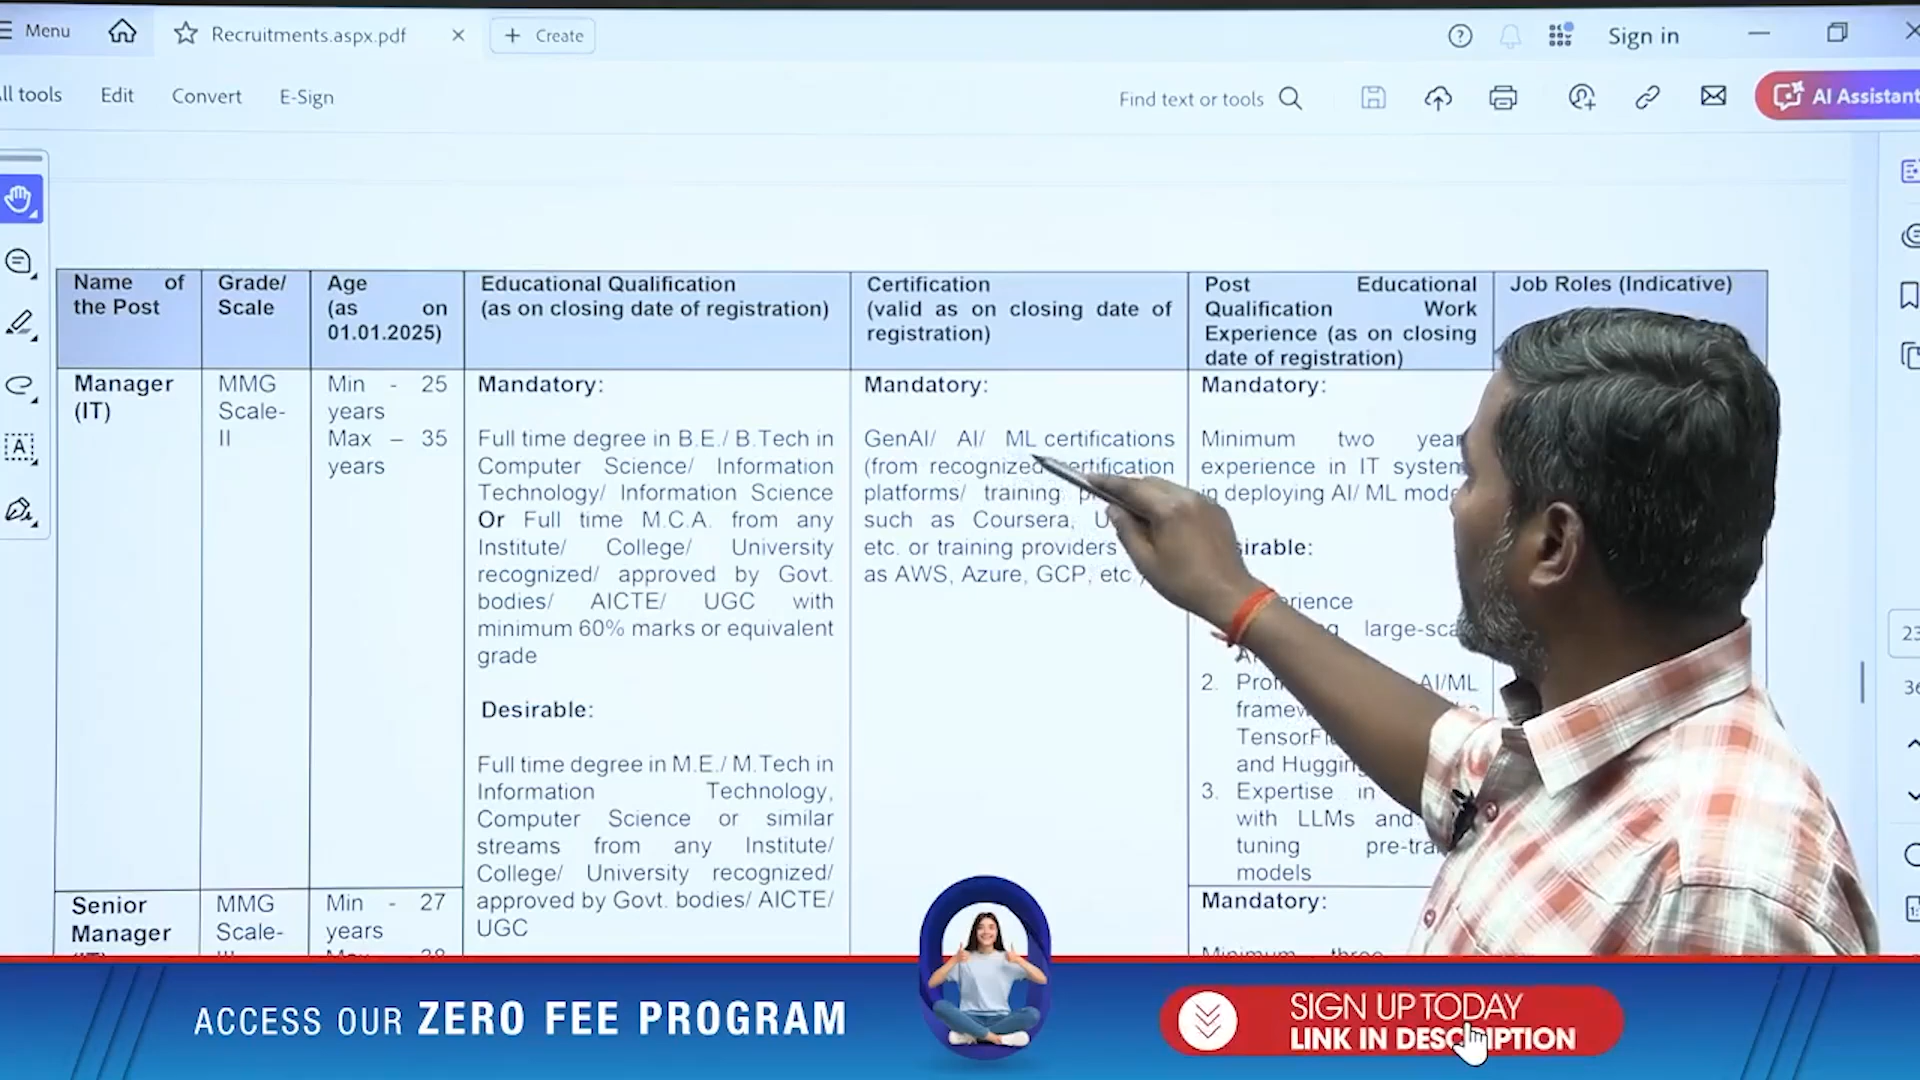 Menu
Recruitments.aspx.pdf
Create
Sign in
All tools
Edit
Convert
E-Sign
Find text or tools
AI Assistant
Name of the Post
Grade/ Scale
Age (as on 01.01.2025)
Educational Qualification
(as on closing date of registration)
Certification
(valid as on closing date of
registration)
Post Educational
Qualification Work
Experience (as on closing
date of registration)
Job Roles (Indicative)
Manager
(IT)
MMG
Scale-
II
Min - 25
years
Max – 35
years
Mandatory:
Full time degree in B.E./ B.Tech in
Computer Science/ Information
Technology/ Information Science
Or Full time M.C.A. from any
Institute/ College/ University
recognized/ approved by Govt.
bodies/ AICTE/ UGC with
minimum 60% marks or equivalent
grade
Desirable:
Full time degree in M.E./ M.Tech in
Information Technology,
Computer Science or similar
streams from any Institute/
College/ University recognized/
approved by Govt. bodies/ AICTE/
UGC
Mandatory:
GenAI/ AI/ ML certifications
(from recognized certification
platforms/ training
such as Coursera,
etc. or training providers
as AWS, Azure, GCP, etc.
Mandatory:
Minimum two
experience in IT
in deploying AI/ ML
large-
2. AI/ML
and
3. Expertise in
with LLMs and
tuning
models
Senior
Manager
MMG
Scale-
Min - 27
years
Mandatory:
Minimum three
ACCESS OUR ZERO FEE PROGRAM
SIGN UP TODAY
LINK IN DESCRIPTION